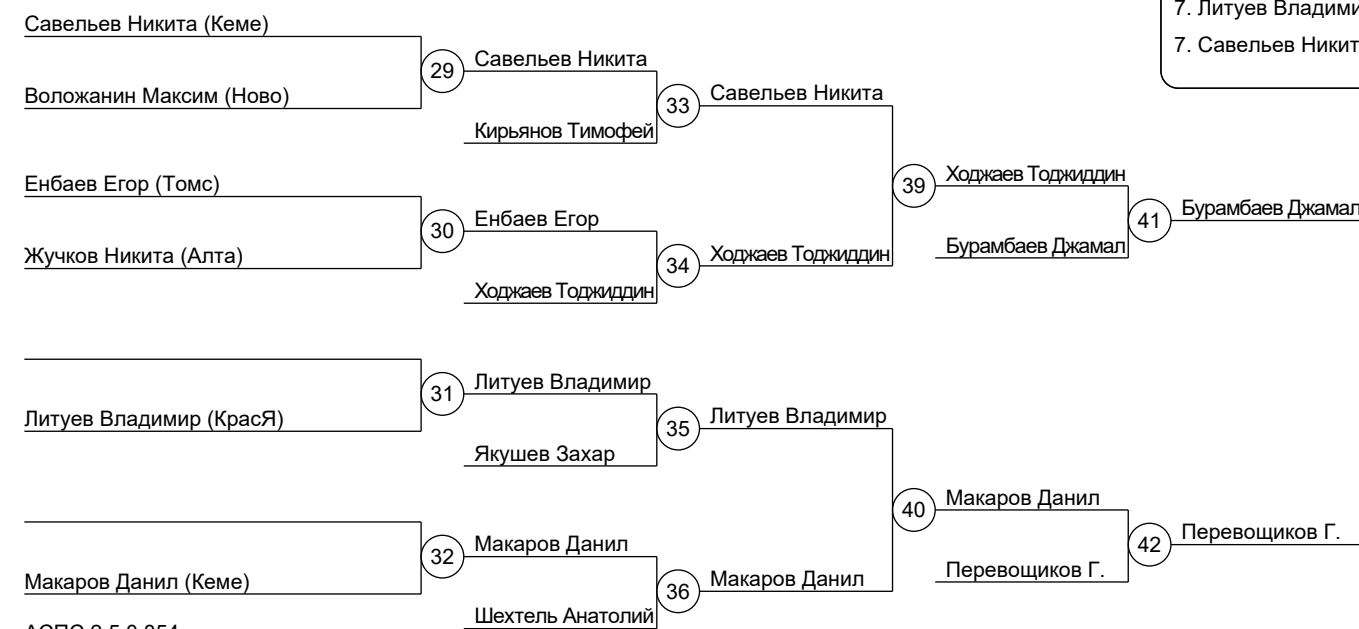 7. Литуев Владими
7. Савельев Никит
Савельев Никита (Кеме)
29
Савельев Никита
Воложанин Максим (Ново)
33
Савельев Никита
Кирьянов Тимофей
Енбаев Егор (Томс)
39
Ходжаев Тоджиддин
30
Енбаев Егор
41
Бурамбаев Джамал
Жучков Никита (Алта)
34
Ходжаев Тоджиддин
Бурамбаев Джамал
Ходжаев Тоджиддин
31
Литуев Владимир
Литуев Владимир (КрасЯ)
35
Литуев Владимир
Якушев Захар
40
Макаров Данил
32
Макаров Данил
42
Перевощиков Г.
Макаров Данил (Кеме)
36
Макаров Данил
Перевощиков Г.
Шехтель Анатолий